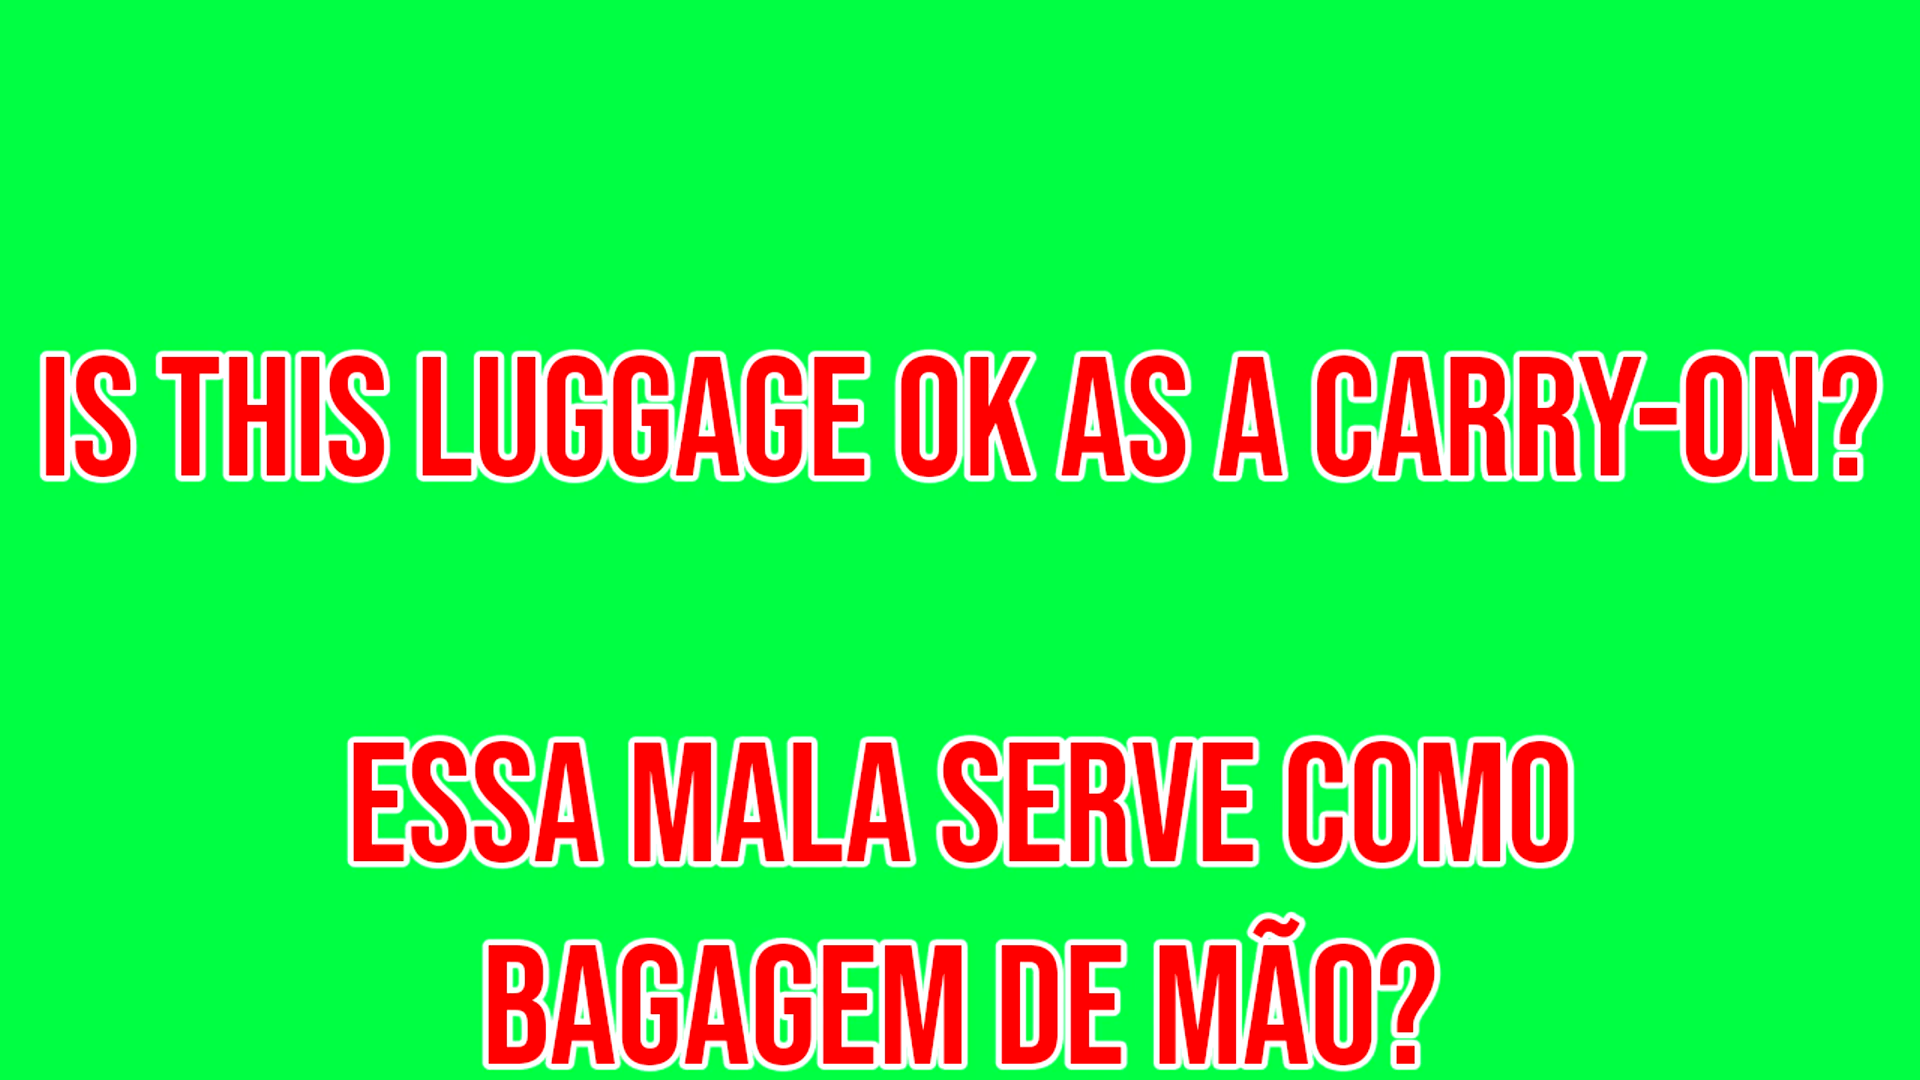 IS THIS LUGGAGE OK AS A CARRY-ON?
ESSA MALA SERVE COMO
BAGAGEM DE MÃO?